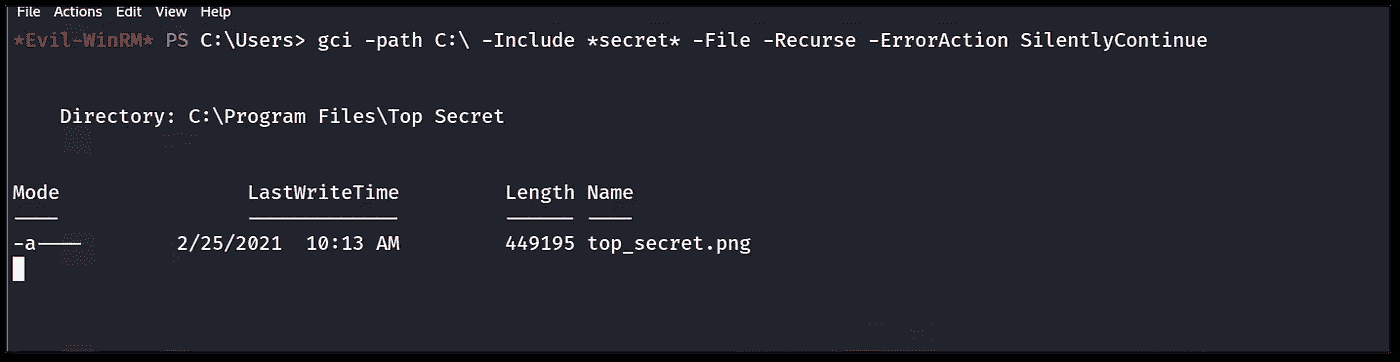 File Actions Edit View Help
*Evil-WinRM* PS C:\Users> gci -path C:\ -Include *secret* -File -Recurse -ErrorAction SilentlyContinue
Directory: C:\Program Files\Top Secret
Mode LastWriteTime Length Name
---- ------------- ------ ----
-a---- 2/25/2021 10:13 AM 449195 top_secret.png